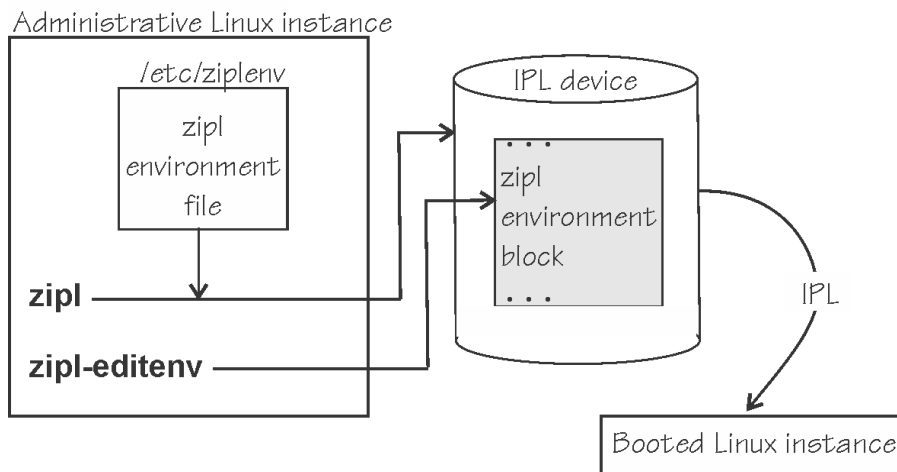 Administrative Linux instance
/etc/ziplenv
zipl
environment
file
zipl
zipl-editenv
IPL device
...
zipl
environment
block
...
IPL
Booted Linux instance